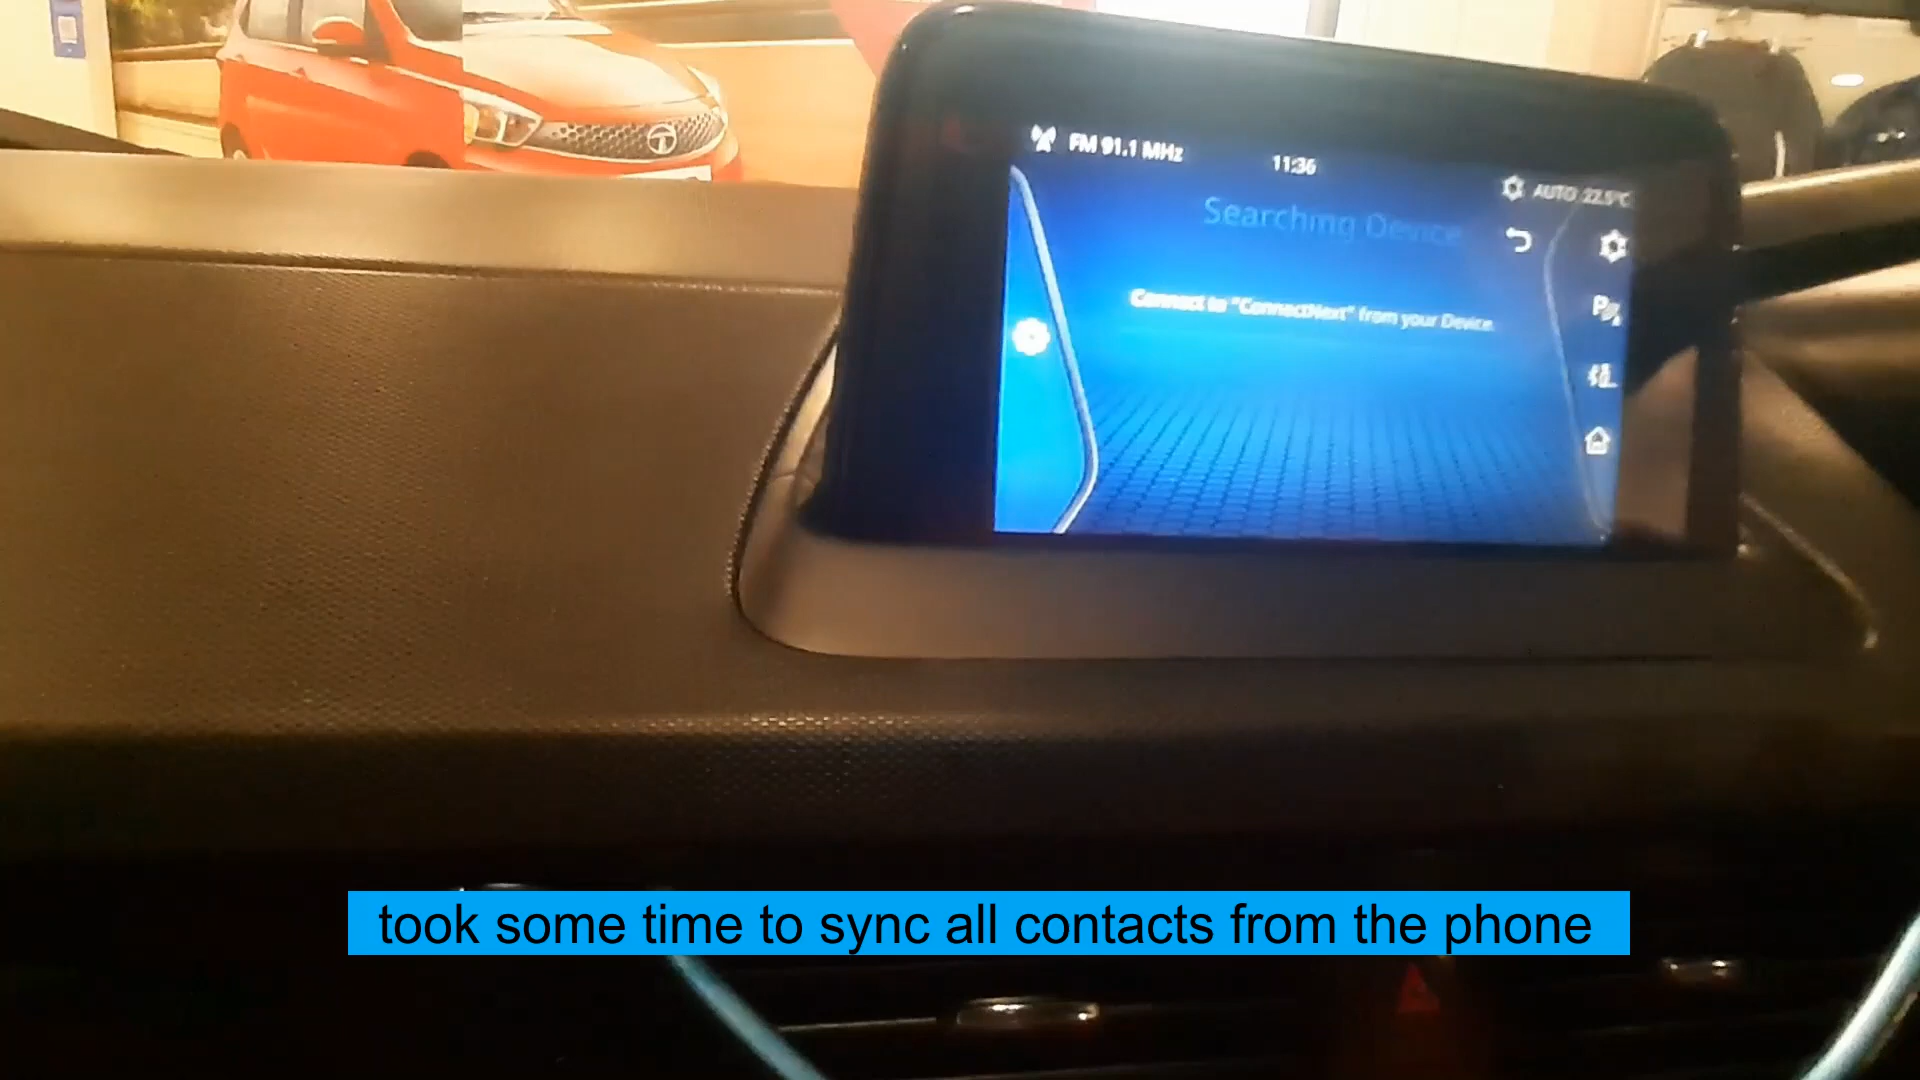 FM 91.1 MHz
11:36
AUTO 22.5°C
Searching Device
Connect to "ConnectNext" from your Device.
took some time to sync all contacts from the phone